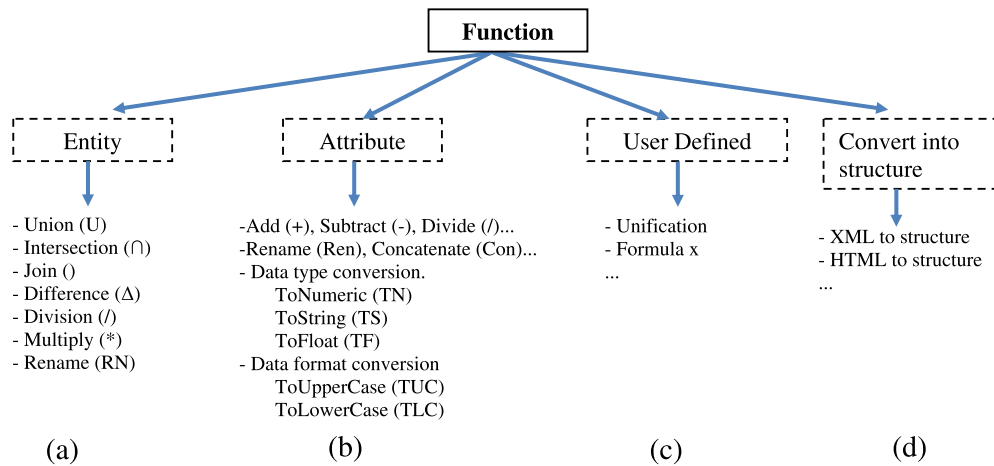 Function
Entity
- Union (U)
- Intersection (∩)
- Join ()
- Difference (Δ)
- Division (/)
- Multiply (*)
- Rename (RN)
(a)
Attribute
-Add (+), Subtract (-), Divide (/)...
-Rename (Ren), Concatenate (Con)...
- Data type conversion.
ToNumeric (TN)
ToString (TS)
ToFloat (TF)
- Data format conversion
ToUpperCase (TUC)
ToLowerCase (TLC)
(b)
User Defined
- Unification
- Formula x
...
(c)
Convert into
structure
- XML to structure
- HTML to structure
...
(d)